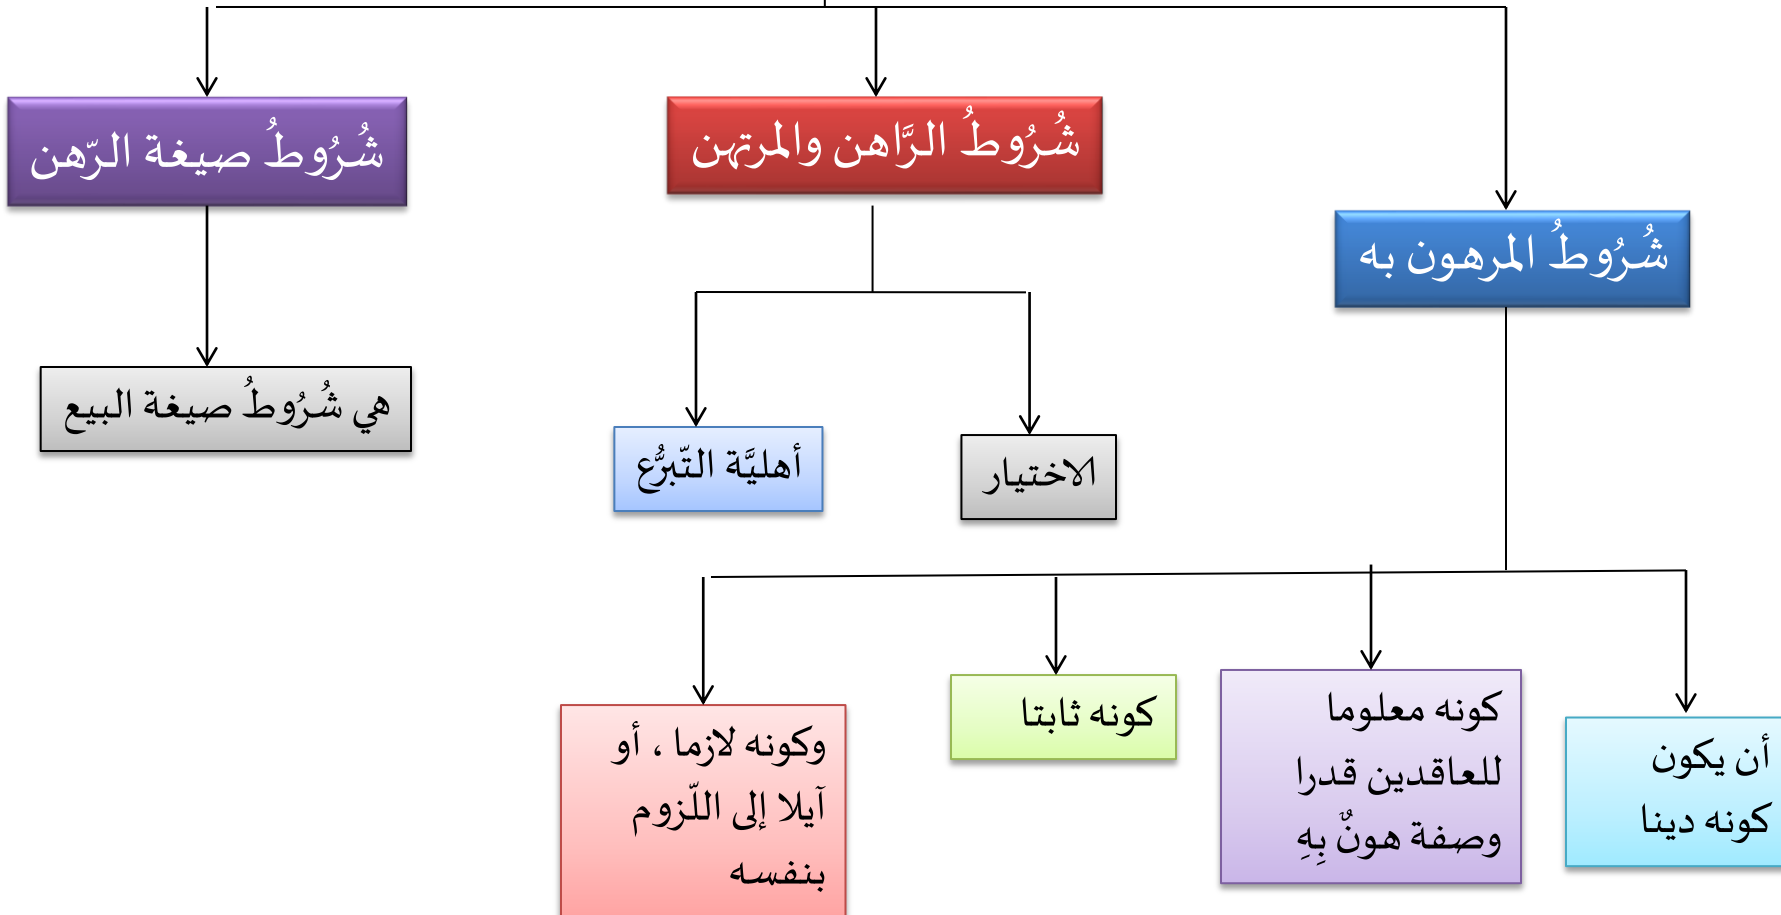 شُرُوطُ المرهون به
شُرُوطُ الرَّاهن والمرتهن
شُرُوطُ صيغة الرّهن
الاختيار
أهليَّة التّبرُّع
هي شُرُوطُ صيغة البيع
أن يكون
كونه دينا
كونه معلوما
للعاقدين قدرا
وصفة هونٌ بِهِ
كونه ثابتا
وكونه لازما ، أو
آيلا إلى اللّزوم
بنفسه